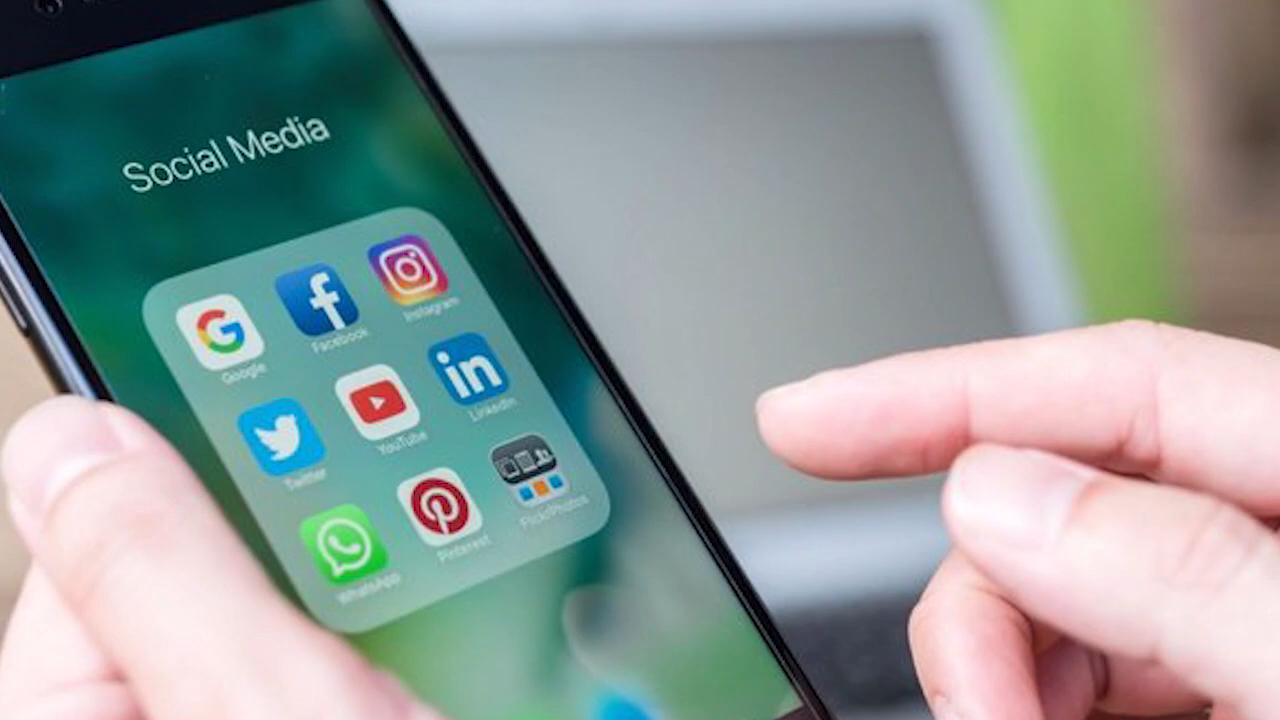 Social Media
Google
Facebook
Instagram
Twitter
YouTube
LinkedIn
WhatsApp
Pinterest
FlickrPhotos